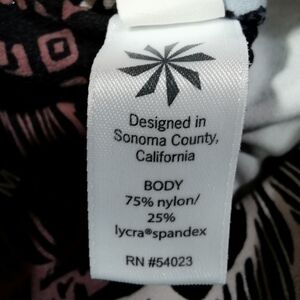 Designed in
Sonoma County,
California
BODY
75% nylon/
25%
lycra®spandex
RN #54023